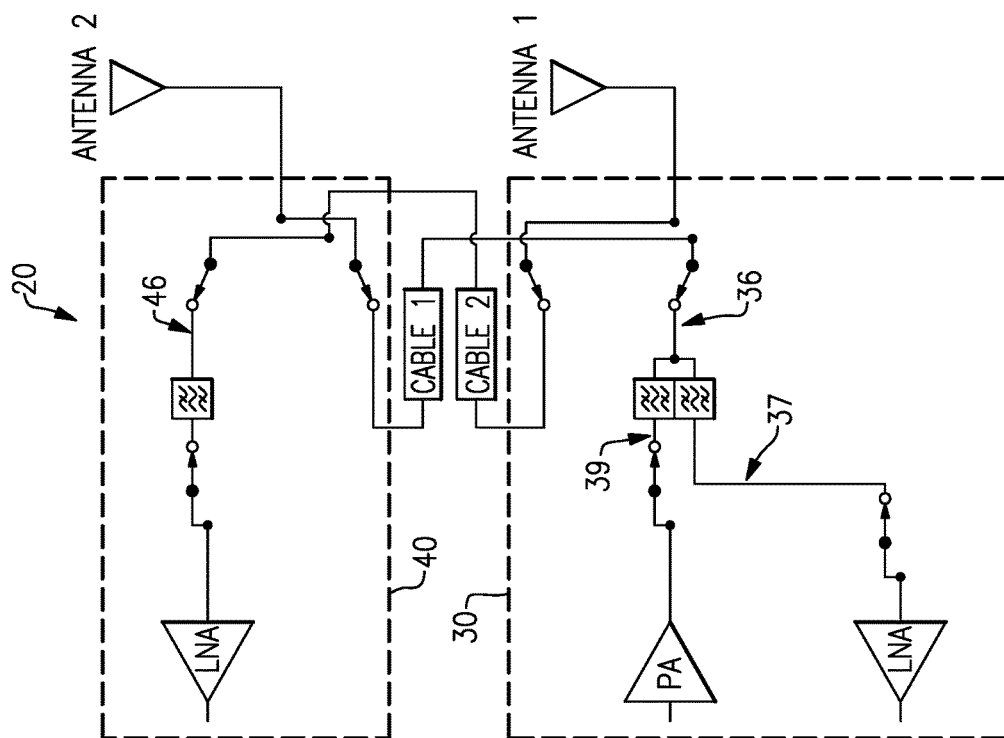 ANTENNA 2
20
46
LNA
40
CABLE 1
CABLE 2
ANTENNA 1
30
36
39
37
PA
LNA